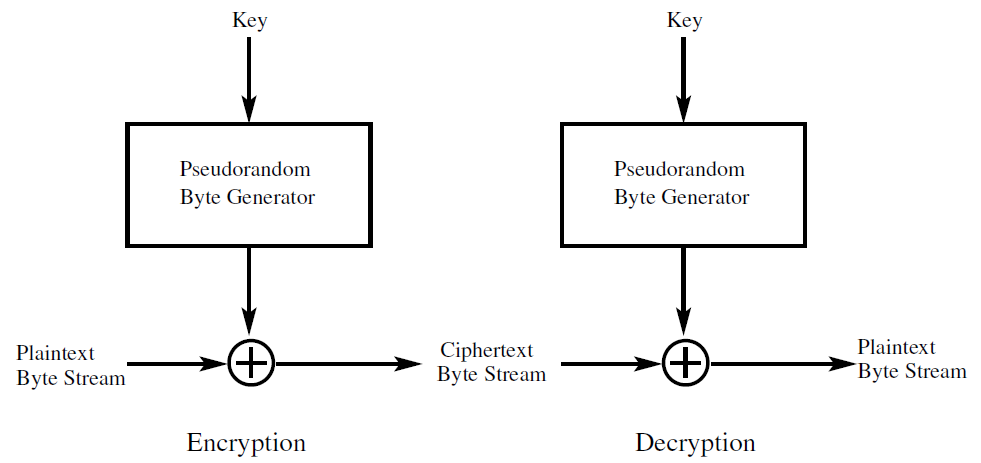 Key
Key
Pseudorandom
Byte Generator
Pseudorandom
Byte Generator
Plaintext
Byte Stream
Ciphertext
Byte Stream
Plaintext
Byte Stream
Encryption
Decryption